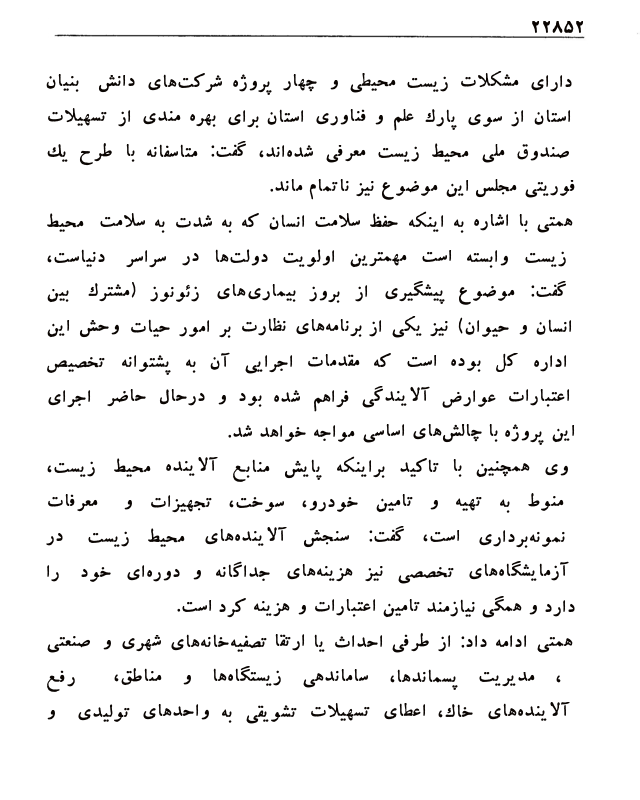 ۲۲۸۵۲
دارای مشکلات زیست محیطی و چهار پروژه شرکت‌های دانش بنیان
استان از سوی پارك علم و فناوری استان برای بهره مندی از تسهیلات
صندوق ملی محیط زیست معرفی شده‌اند، گفت: متاسفانه با طرح یك
فوریتی مجلس این موضوع نیز ناتمام ماند.
همتی با اشاره به اینکه حفظ سلامت انسان که به شدت به سلامت محیط
زیست وابسته است مهمترین اولویت دولت‌ها در سراسر دنیاست،
گفت: موضوع پیشگیری از بروز بیماری‌های زئونوز (مشترك بین
انسان و حیوان) نیز یکی از برنامه‌های نظارت بر امور حیات وحش این
اداره کل بوده است که مقدمات اجرایی آن به پشتوانه تخصیص
اعتبارات عوارض آلایندگی فراهم شده بود و درحال حاضر اجرای
این پروژه با چالش‌های اساسی مواجه خواهد شد.
وی همچنین با تاکید براینکه پایش منابع آلاینده محیط زیست،
منوط به تهیه و تامین خودرو، سوخت، تجهیزات و معرفات
نمونه‌برداری است، گفت: سنجش آلاینده‌های محیط زیست در
آزمایشگاه‌های تخصصی نیز هزینه‌های جداگانه و دوره‌ای خود را
دارد و همگی نیازمند تامین اعتبارات و هزینه کرد است.
همتی ادامه داد: از طرفی احداث یا ارتقا تصفیه‌خانه‌های شهری و صنعتی
، مدیریت پسماندها، ساماندهی زیستگاه‌ها و مناطق، رفع
آلاینده‌های خاك، اعطای تسهیلات تشویقی به واحدهای تولیدی و